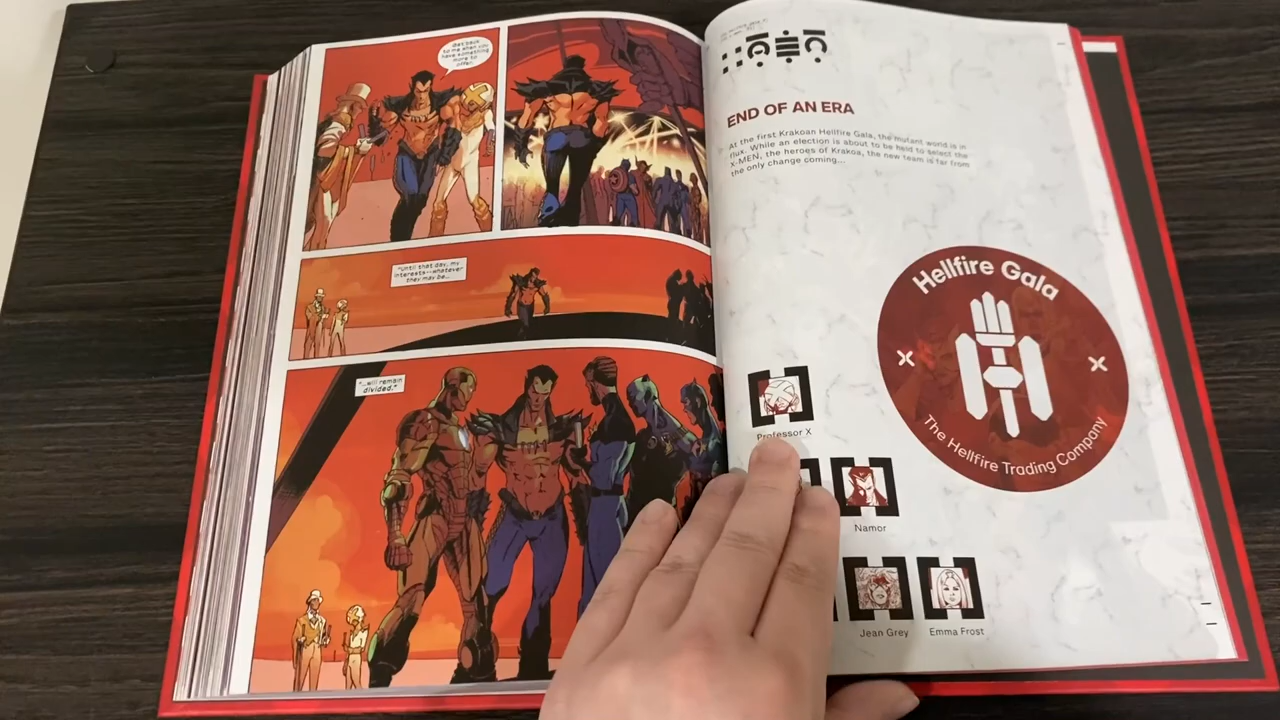 Get back
to me when you
have something
more to
offer.
"Until that day, my
interests--whatever
they may be...
"...will remain
divided."
END OF AN ERA
At the first Krakoan Hellfire Gala, the mutant world is in
flux. While an election is about to be held to select the
X-MEN, the heroes of Krakoa, the new team is far from
the only change coming...
Hellfire Gala
The Hellfire Trading Company
Professor X
Namor
Jean Grey
Emma Frost